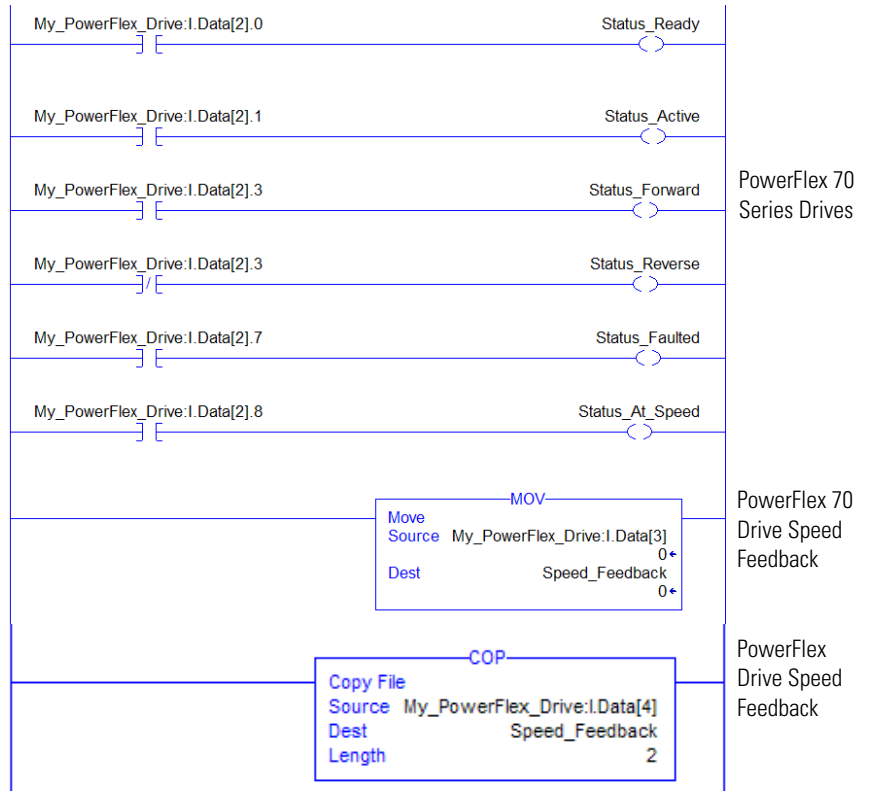 My_PowerFlex_Drive:I.Data[2].0 Status_Ready
My_PowerFlex_Drive:I.Data[2].1 Status_Active
My_PowerFlex_Drive:I.Data[2].3 Status_Forward
PowerFlex 70
Series Drives
My_PowerFlex_Drive:I.Data[2].3 Status_Reverse
My_PowerFlex_Drive:I.Data[2].7 Status_Faulted
My_PowerFlex_Drive:I.Data[2].8 Status_At_Speed
MOV
Move
Source My_PowerFlex_Drive:I.Data[3]
0
Dest Speed_Feedback
0
PowerFlex 70
Drive Speed
Feedback
COP
Copy File
Source My_PowerFlex_Drive:I.Data[4]
Dest Speed_Feedback
Length 2
PowerFlex
Drive Speed
Feedback